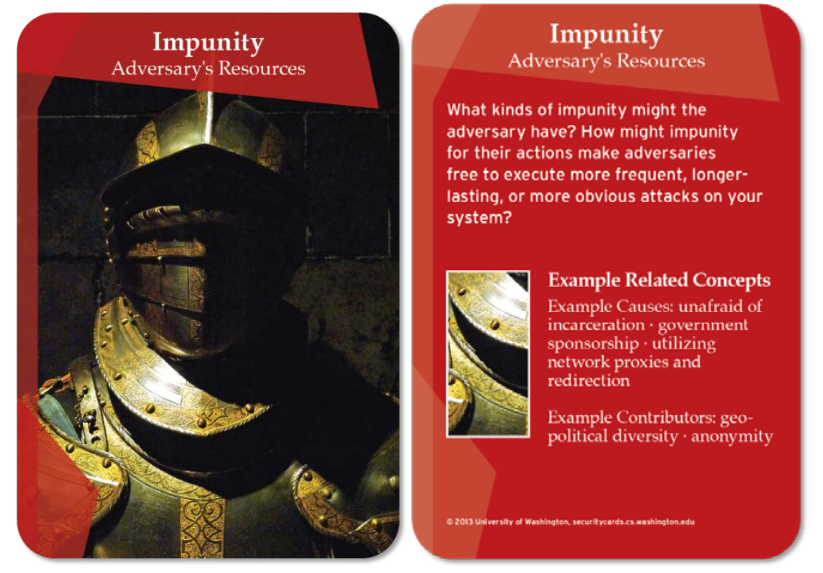 Impunity
Adversary's Resources
Impunity
Adversary's Resources
What kinds of impunity might the
adversary have? How might impunity
for their actions make adversaries
free to execute more frequent, longer-
lasting, or more obvious attacks on your
system?
Example Related Concepts
Example Causes: unafraid of
incarceration · government
sponsorship · utilizing
network proxies and
redirection
Example Contributors: geo-
political diversity · anonymity
© 2013 University of Washington, securitycards.cs.washington.edu